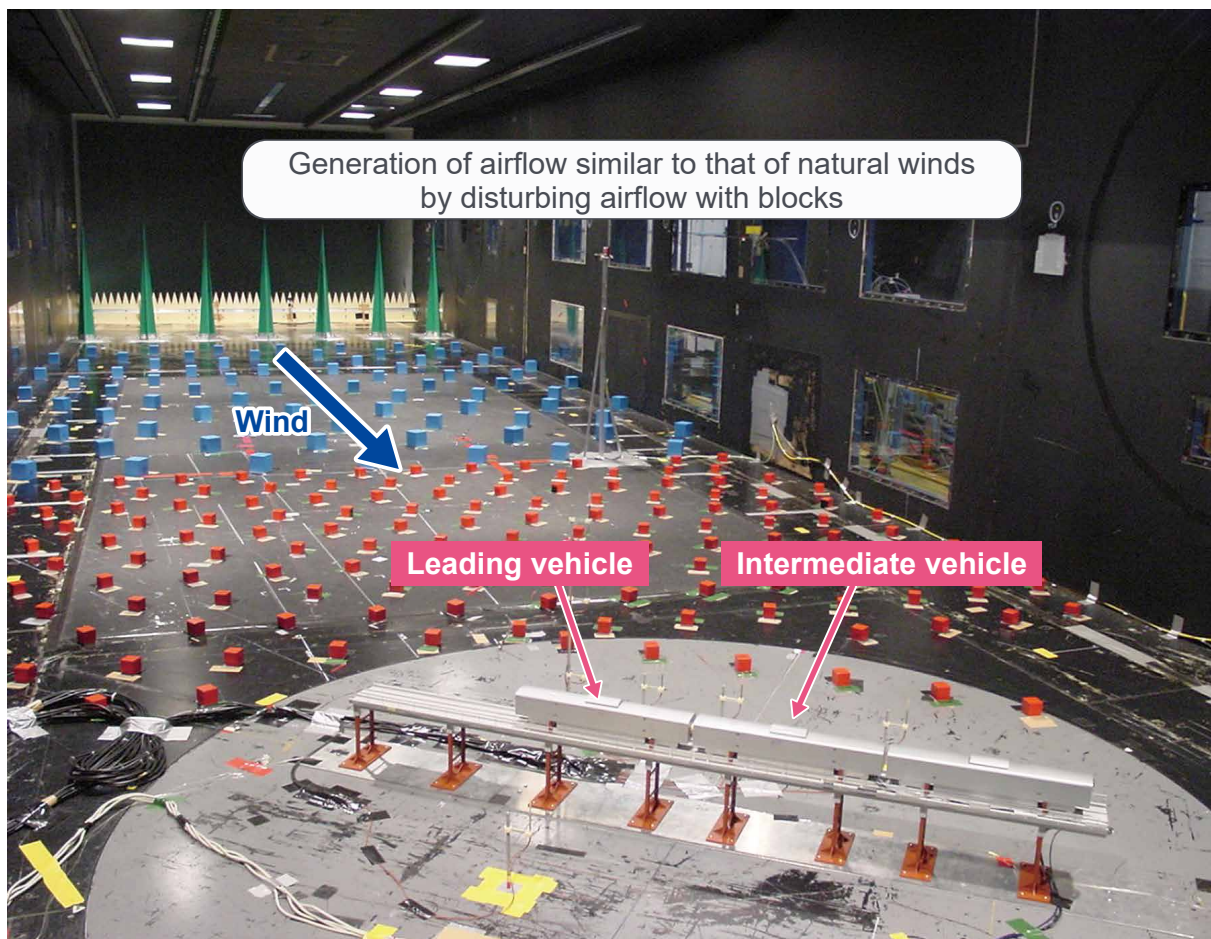 Generation of airflow similar to that of natural winds
by disturbing airflow with blocks
Wind
Leading vehicle
Intermediate vehicle